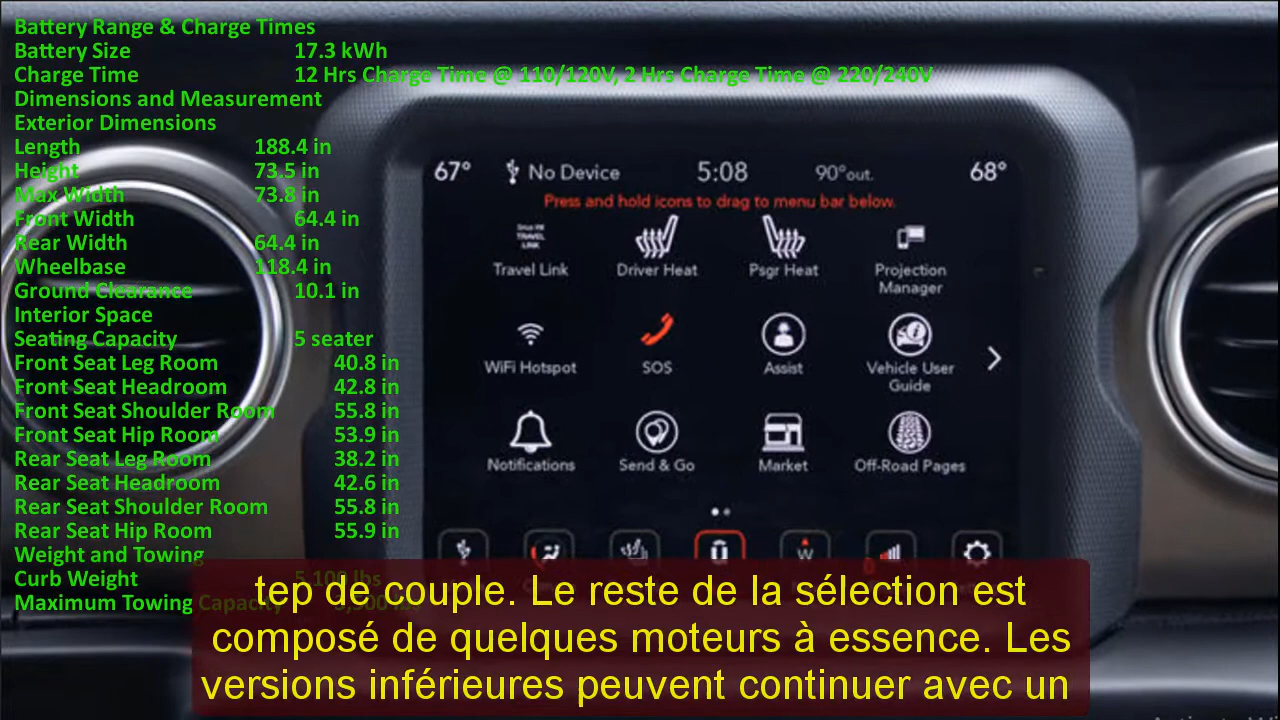 Battery Range & Charge Times
Battery Size 17.3 kWh
Charge Time 12 Hrs Charge Time @ 110/120V, 2 Hrs Charge Time @ 220/240V
Dimensions and Measurement
Exterior Dimensions
Length 188.4 in
Height 73.5 in
Max Width 73.8 in
Front Width 64.4 in
Rear Width 64.4 in
Wheelbase 118.4 in
Ground Clearance 10.1 in
Interior Space
Seating Capacity 5 seater
Front Seat Leg Room 40.8 in
Front Seat Headroom 42.8 in
Front Seat Shoulder Room 55.8 in
Front Seat Hip Room 53.9 in
Rear Seat Leg Room 38.2 in
Rear Seat Headroom 42.6 in
Rear Seat Shoulder Room 55.8 in
Rear Seat Hip Room 55.9 in
Weight and Towing
Curb Weight 5,100 lbs
Maximum Towing Capacity
67° No Device 5:08 90°out. 68°
Press and hold icons to drag to menu bar below.
TRAVEL
LINK
Travel Link Driver Heat Psgr Heat Projection
Manager
WiFi Hotspot SOS Assist Vehicle User
Guide
Notifications Send & Go Market Off-Road Pages
W
tep de couple. Le reste de la sélection est
composé de quelques moteurs à essence. Les
versions inférieures peuvent continuer avec un